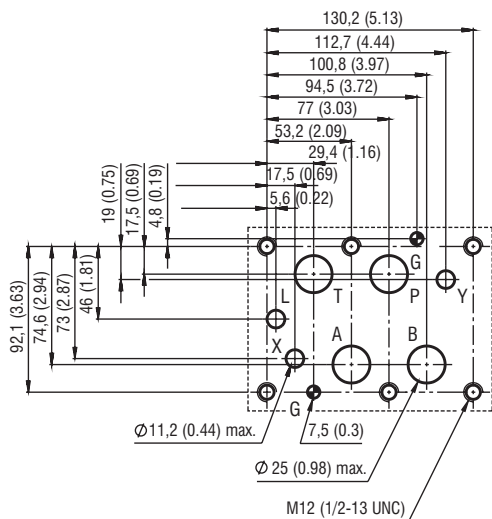 130,2 (5.13)
112,7 (4.44)
100,8 (3.97)
94,5 (3.72)
77 (3.03)
53,2 (2.09)
29,4 (1.16)
17,5 (0.69)
5,6 (0.22)
19 (0.75)
17,5 (0.69)
4,8 (0.19)
92,1 (3.63)
74,6 (2.94)
73 (2.87)
46 (1.81)
G
L T P Y
X A B
G
Ø11,2 (0.44) max.
7,5 (0.3)
Ø 25 (0.98) max.
M12 (1/2-13 UNC)